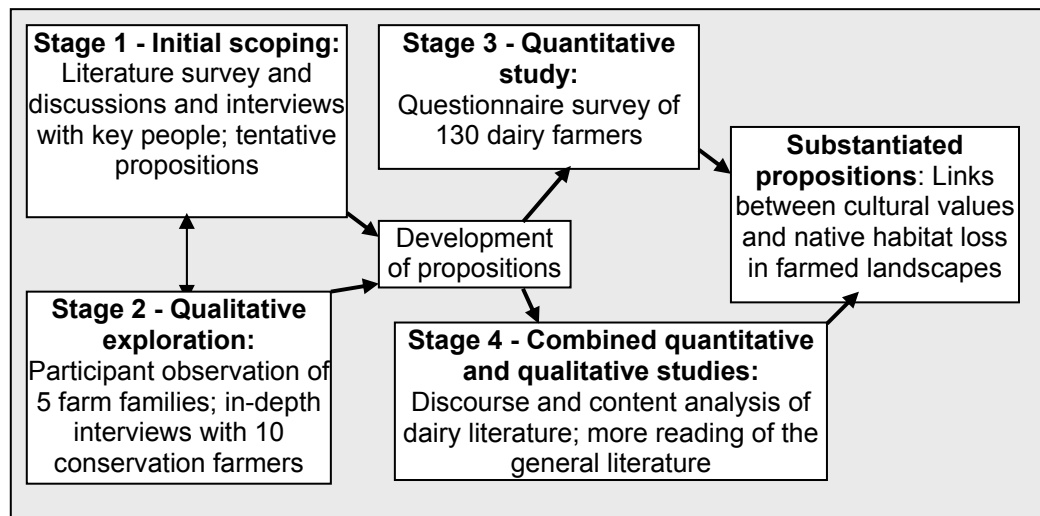 Stage 1 - Initial scoping:
Literature survey and
discussions and interviews
with key people; tentative
propositions
Stage 2 - Qualitative
exploration:
Participant observation of
5 farm families; in-depth
interviews with 10
conservation farmers
Development
of propositions
Stage 3 - Quantitative
study:
Questionnaire survey of
130 dairy farmers
Stage 4 - Combined quantitative
and qualitative studies:
Discourse and content analysis of
dairy literature; more reading of the
general literature
Substantiated
propositions: Links
between cultural values
and native habitat loss
in farmed landscapes